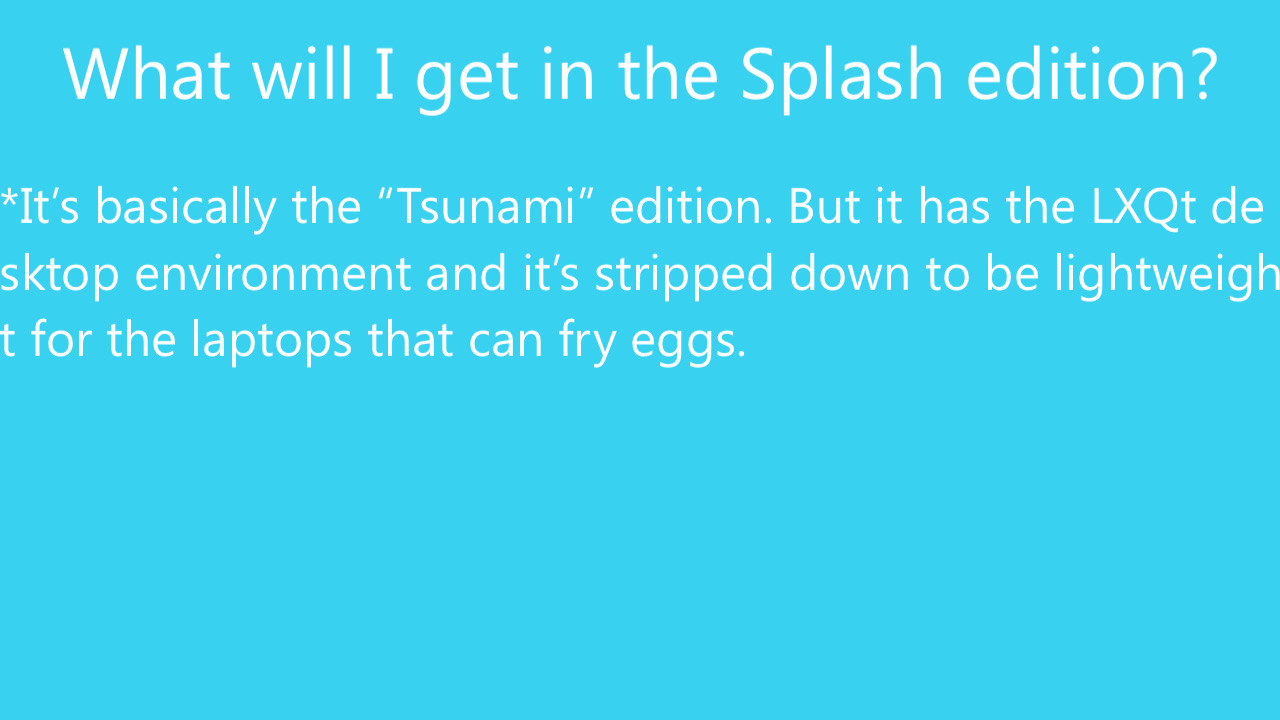 What will I get in the Splash edition?
*It’s basically the “Tsunami” edition. But it has the LXQt de
sktop environment and it’s stripped down to be lightweigh
t for the laptops that can fry eggs.